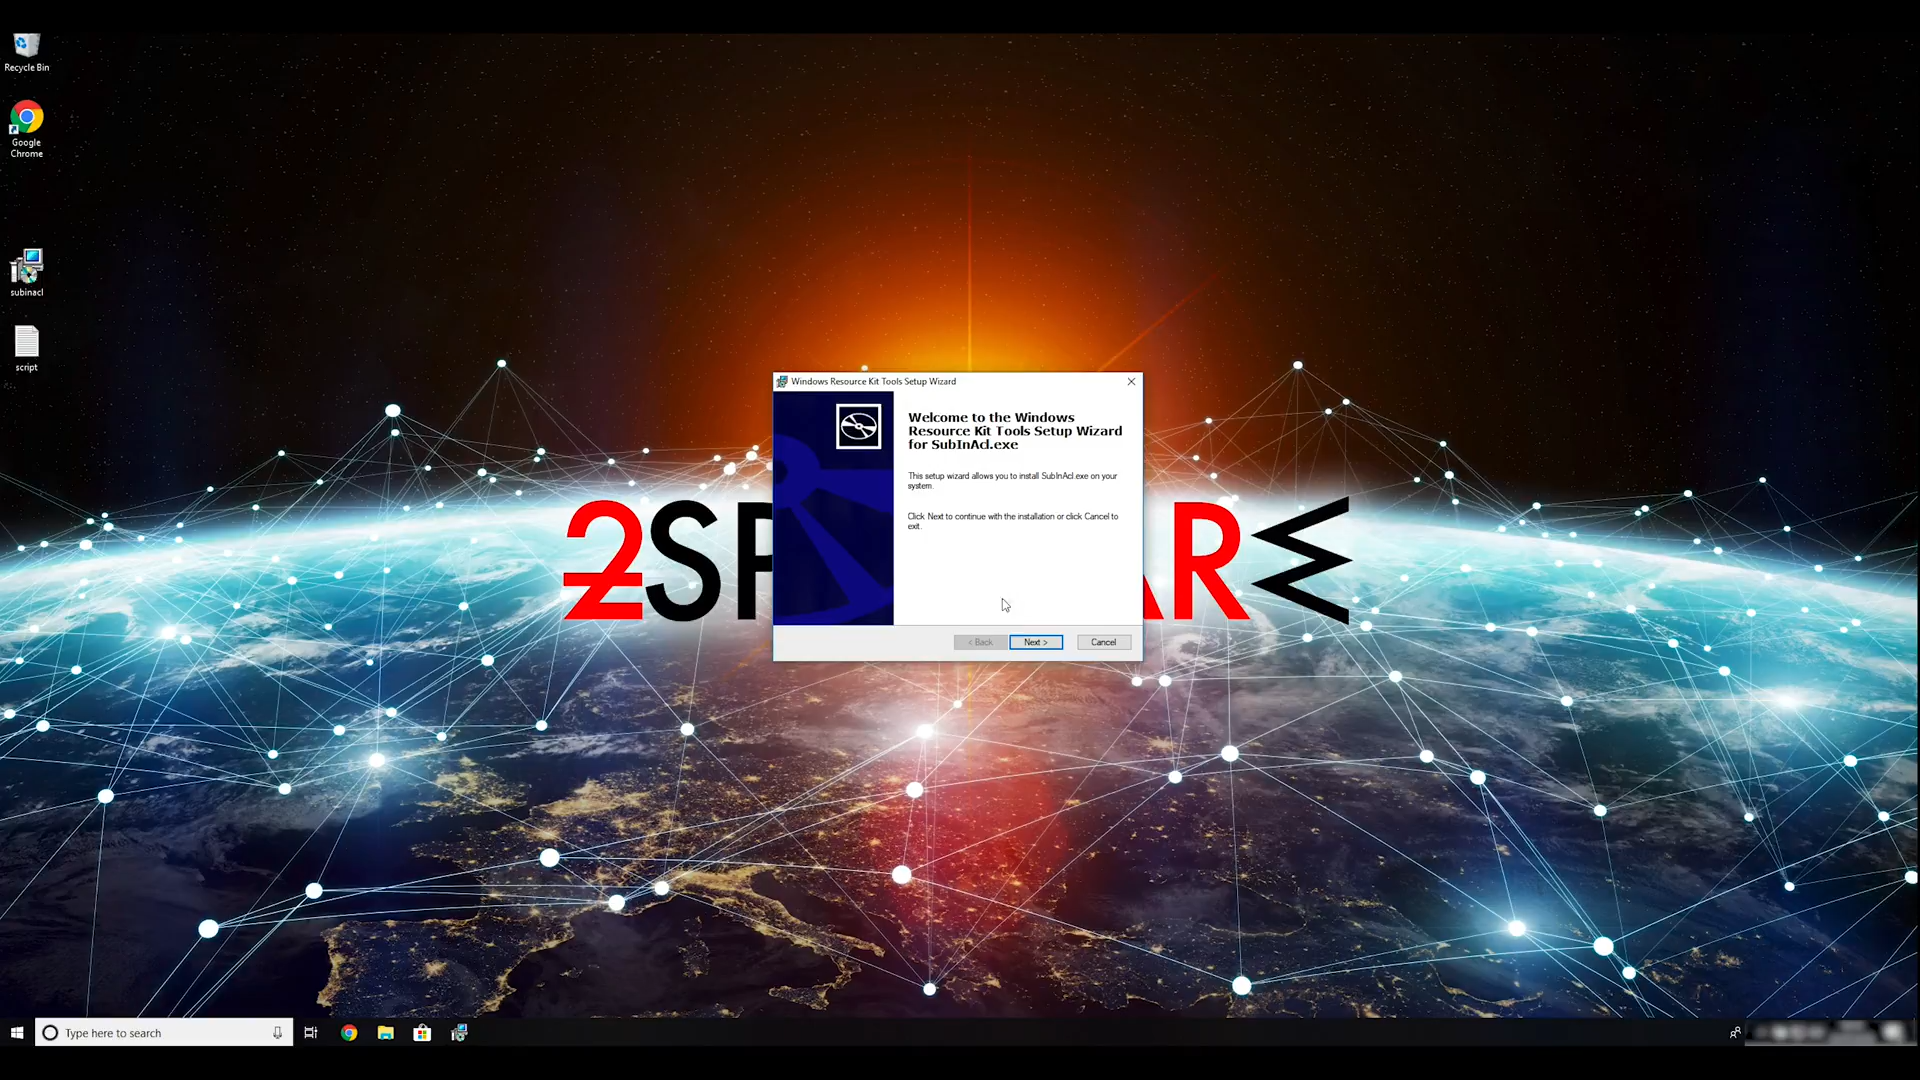 Recycle Bin
Google
Chrome
subinacl
script
Windows Resource Kit Tools Setup Wizard
Welcome to the Windows
Resource Kit Tools Setup Wizard
for SubInAcl.exe
This setup wizard allows you to install SubInAcl.exe on your
system.
Click Next to continue with the installation or click Cancel to
exit.
< Back
Next >
Cancel
Type here to search